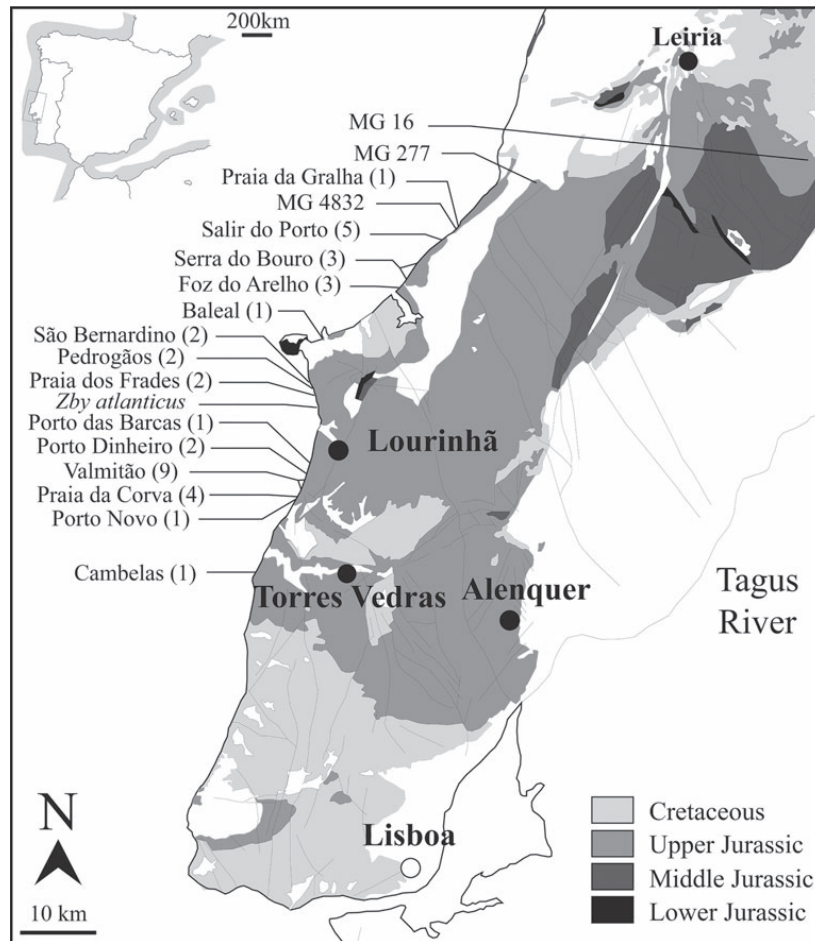 200km
Leiria
MG 16
MG 277
Praia da Gralha (1)
MG 4832
Salir do Porto (5)
Serra do Bouro (3)
Foz do Arelho (3)
Baleal (1)
São Bernardino (2)
Pedrogãos (2)
Praia dos Frades (2)
Zby atlanticus
Porto das Barcas (1)
Lourinhã
Porto Dinheiro (2)
Valmitão (9)
Praia da Corva (4)
Porto Novo (1)
Cambelas (1)
Torres Vedras
Alenquer
Tagus
River
N
Lisboa
10 km
Cretaceous
Upper Jurassic
Middle Jurassic
Lower Jurassic